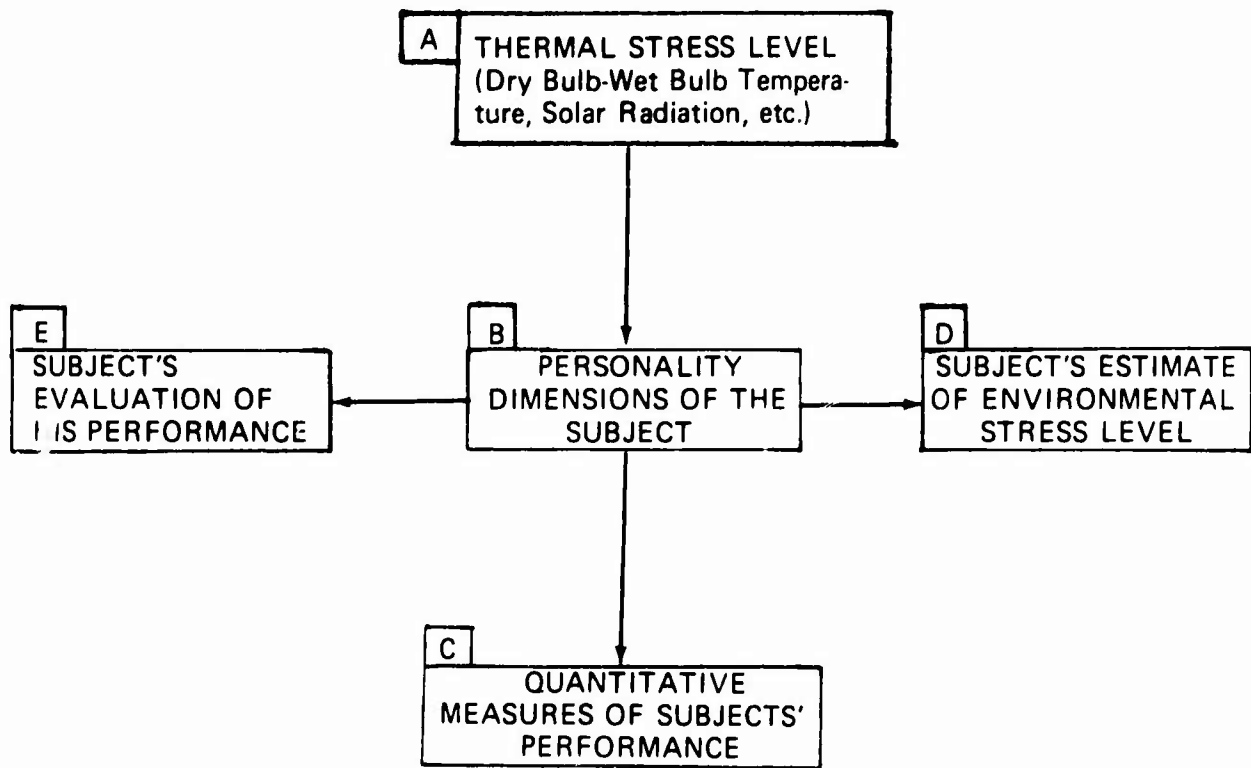 A
THERMAL STRESS LEVEL
(Dry Bulb-Wet Bulb Tempera-
ture, Solar Radiation, etc.)
E
SUBJECT'S
EVALUATION OF
HIS PERFORMANCE
B
PERSONALITY
DIMENSIONS OF THE
SUBJECT
D
SUBJECT'S ESTIMATE
OF ENVIRONMENTAL
STRESS LEVEL
C
QUANTITATIVE
MEASURES OF SUBJECTS'
PERFORMANCE